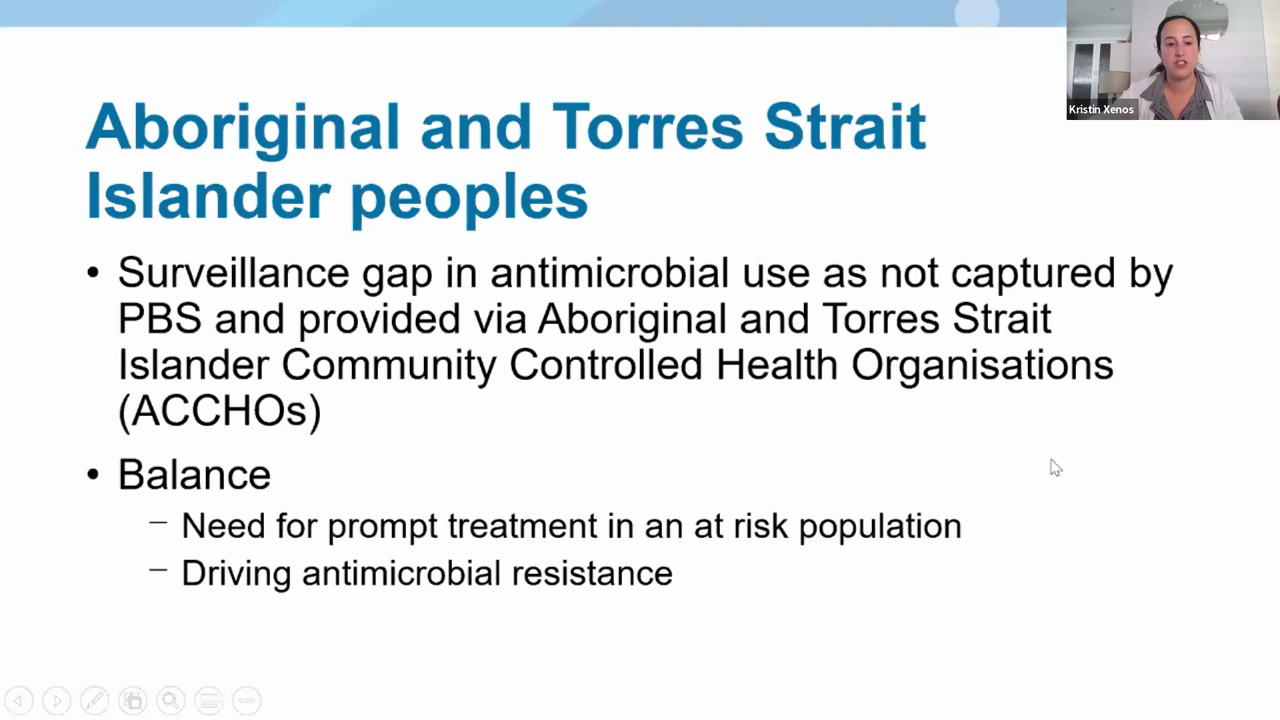 Kristin Xenos
Aboriginal and Torres Strait
Islander peoples
• Surveillance gap in antimicrobial use as not captured by
PBS and provided via Aboriginal and Torres Strait
Islander Community Controlled Health Organisations
(ACCHOs)
• Balance
– Need for prompt treatment in an at risk population
– Driving antimicrobial resistance